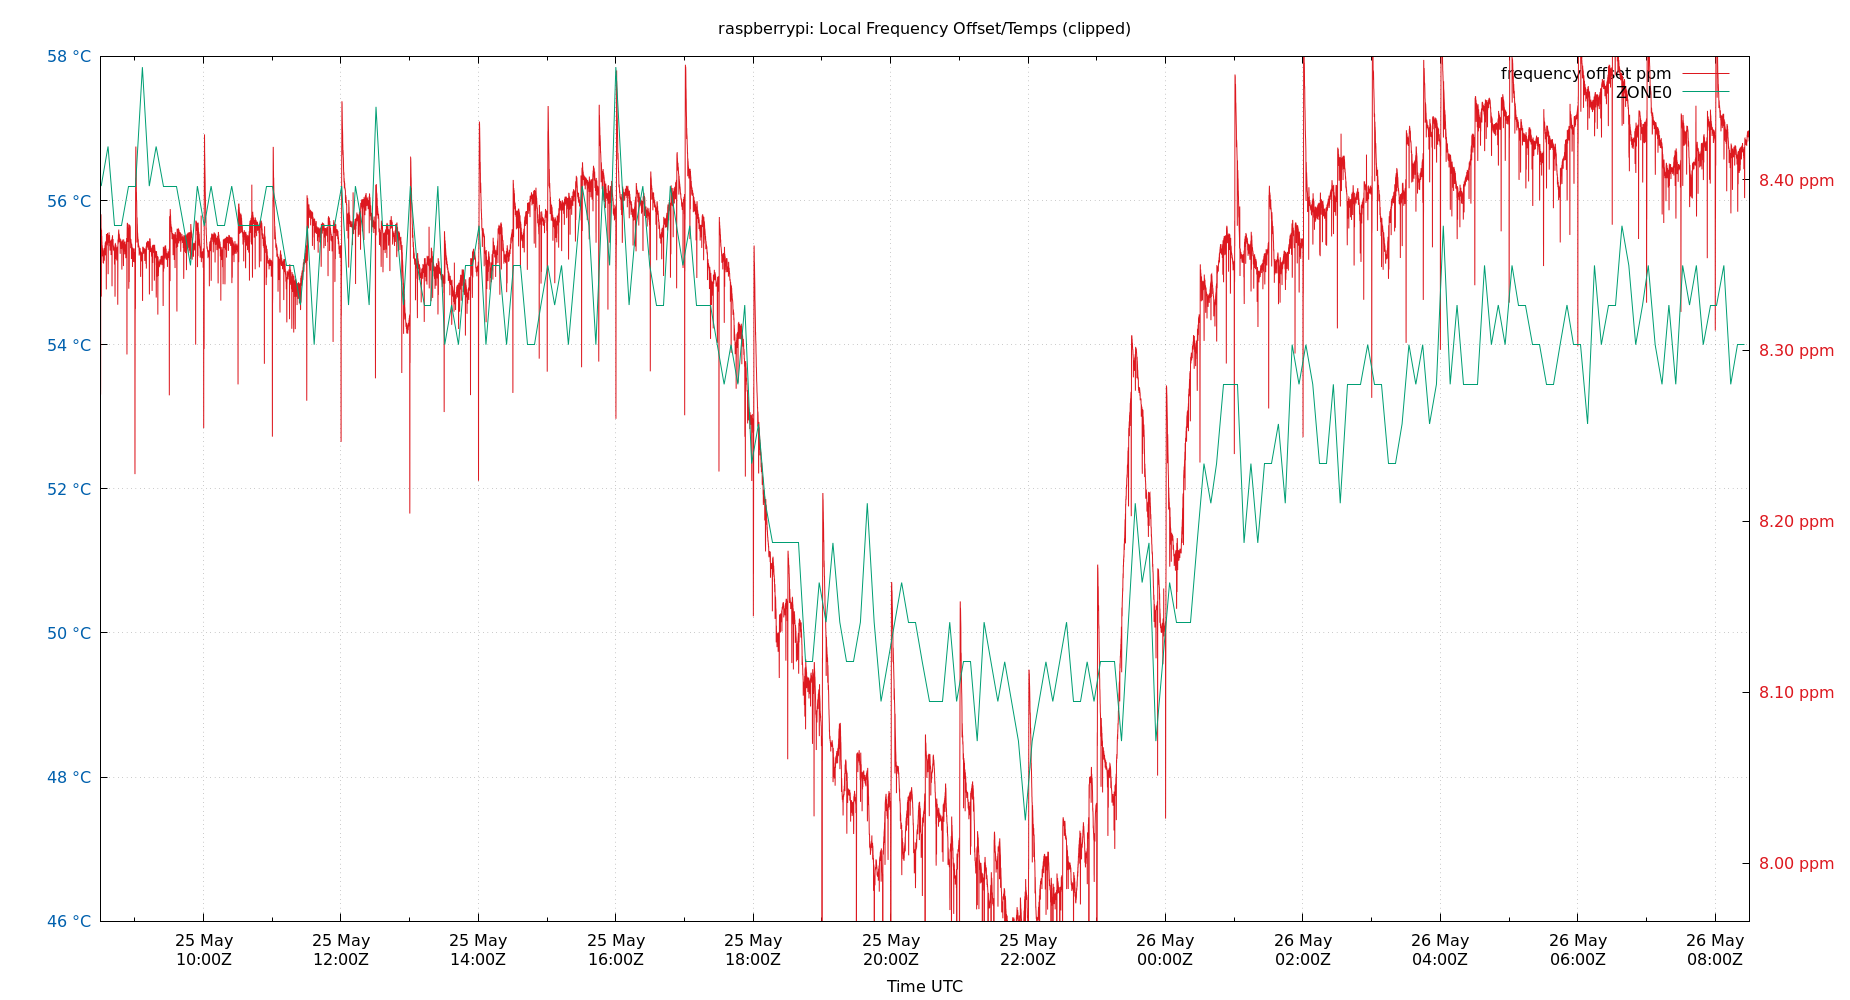 raspberrypi: Local Frequency Offset/Temps (clipped)
58 °C
56 °C
54 °C
52 °C
50 °C
48 °C
46 °C
frequency offset ppm
ZONE0
8.40 ppm
8.30 ppm
8.20 ppm
8.10 ppm
8.00 ppm
25 May 25 May 25 May 25 May 25 May 25 May 25 May 26 May 26 May 26 May 26 May 26 May
10:00Z 12:00Z 14:00Z 16:00Z 18:00Z 20:00Z 22:00Z 00:00Z 02:00Z 04:00Z 06:00Z 08:00Z
Time UTC